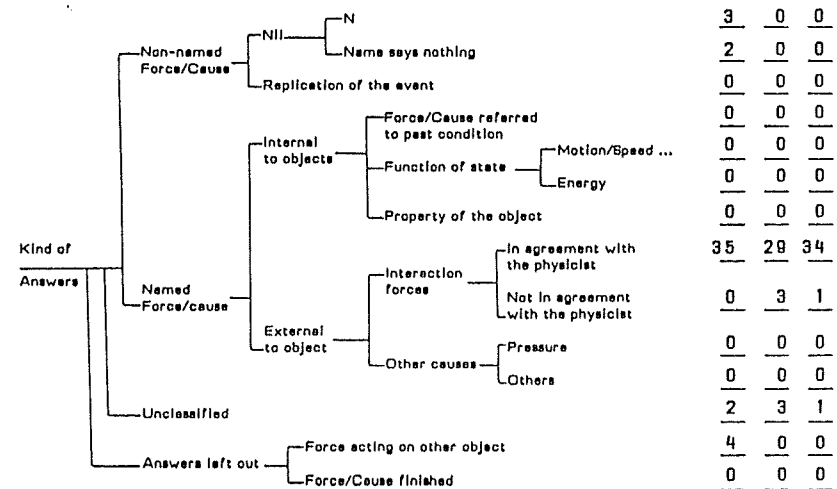 N 3 0 0
Nil
Name says nothing 2 0 0
Non-named
Force/Cause
Replication of the event 0 0 0
Force/Cause referred
to past condition 0 0 0
Internal
to objects
Motion/Speed ... 0 0 0
Function of state
Energy 0 0 0
Property of the object 0 0 0
Kind of
Answers
In agreement with
the physicist 35 28 34
Interaction
forces
Named
Force/cause
Not in agreement
with the physicist 0 3 1
External
to object
Pressure 0 0 0
Other causes
Others 0 0 0
Unclassified 2 3 1
Force acting on other object 4 0 0
Answers left out
Force/Cause finished 0 0 0